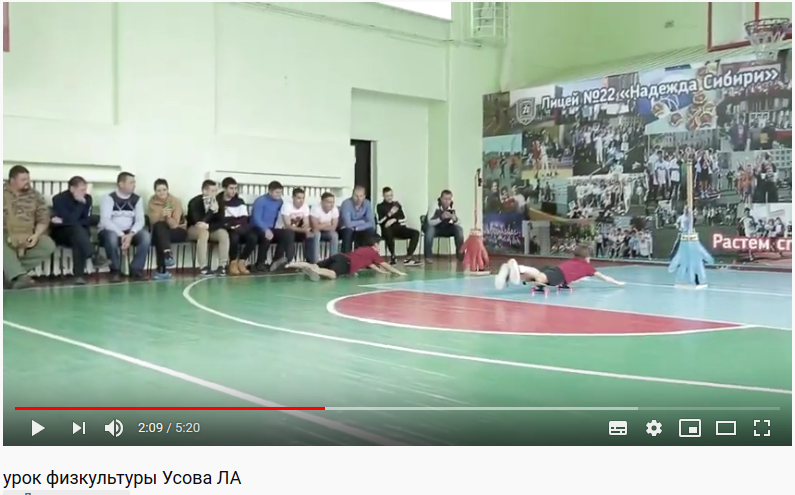 Лицей №22 «Надежда Сибири»
Растем сп
2:09 / 5:20
урок физкультуры Усова ЛА